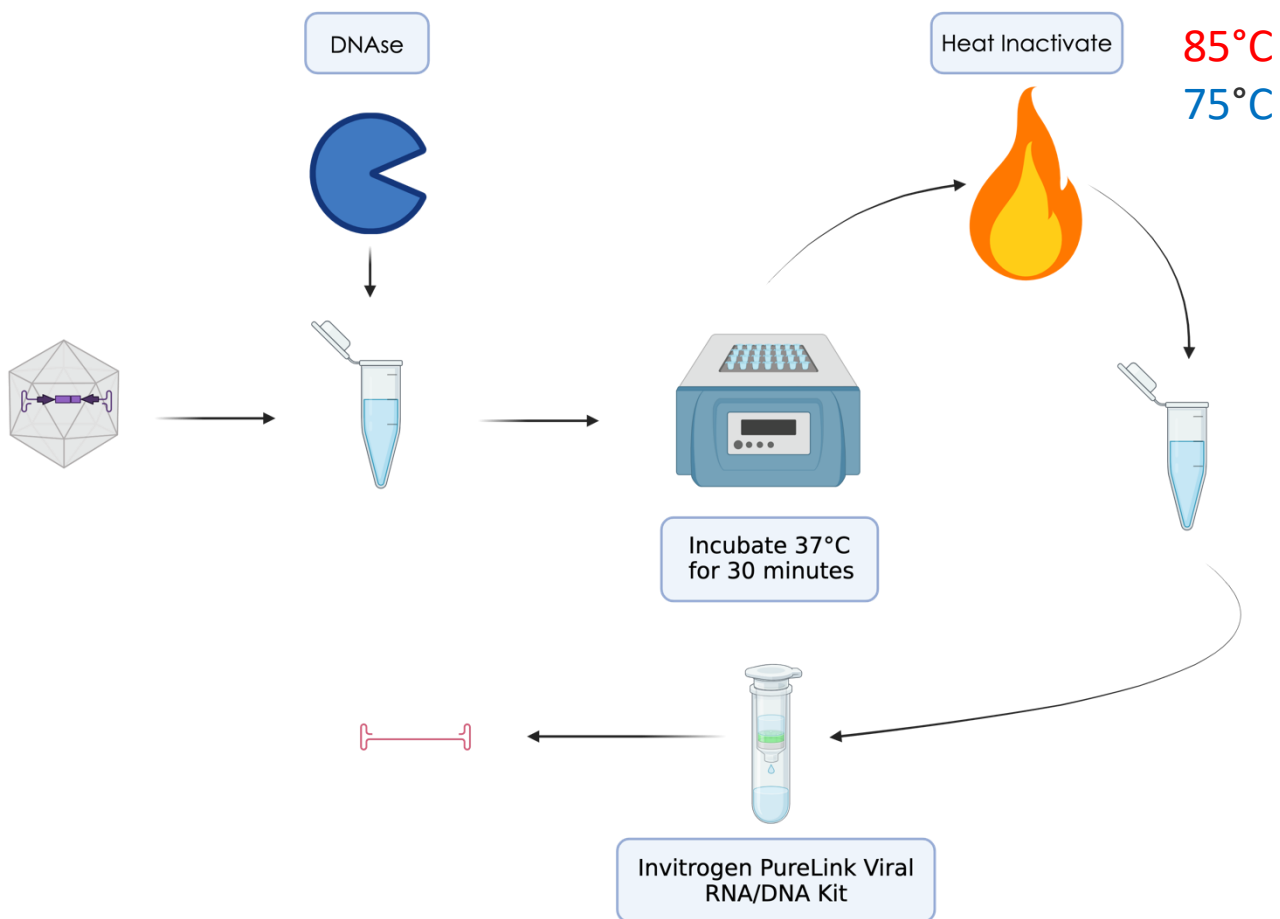 DNAse
Heat Inactivate
85°C
75°C
Incubate 37°C
for 30 minutes
Invitrogen PureLink Viral
RNA/DNA Kit